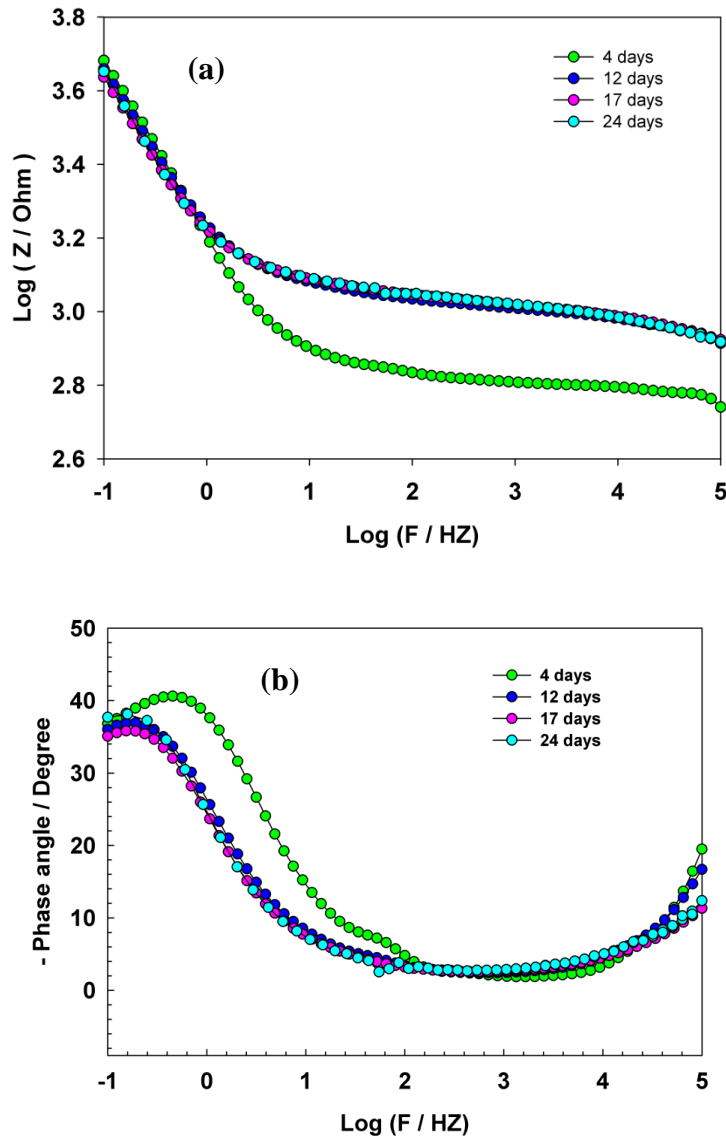 3.8
(a)
4 days
12 days
17 days
24 days
3.6
3.4
3.2
3.0
2.8
2.6
Log ( Z / Ohm )
-1 0 1 2 3 4 5
Log (F / HZ)
50
(b)
4 days
12 days
17 days
24 days
40
30
20
10
0
- Phase angle / Degree
-1 0 1 2 3 4 5
Log (F / HZ)